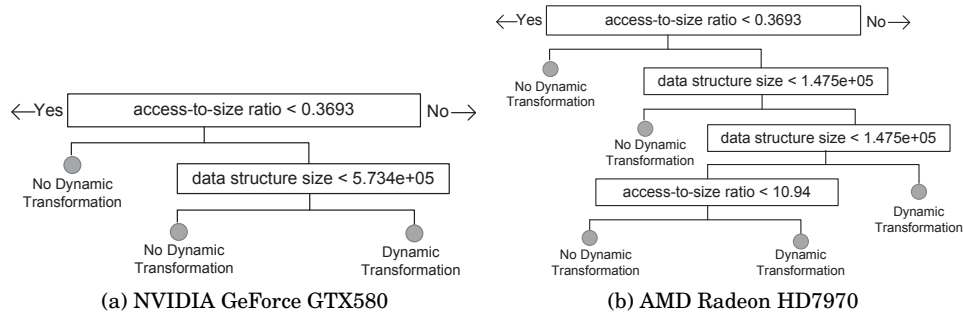 ←Yes
access-to-size ratio < 0.3693
No→
No Dynamic
Transformation
data structure size < 5.734e+05
No Dynamic
Transformation
Dynamic
Transformation
(a) NVIDIA GeForce GTX580
←Yes
access-to-size ratio < 0.3693
No→
No Dynamic
Transformation
data structure size < 1.475e+05
No Dynamic
Transformation
data structure size < 1.475e+05
access-to-size ratio < 10.94
Dynamic
Transformation
No Dynamic
Transformation
Dynamic
Transformation
(b) AMD Radeon HD7970